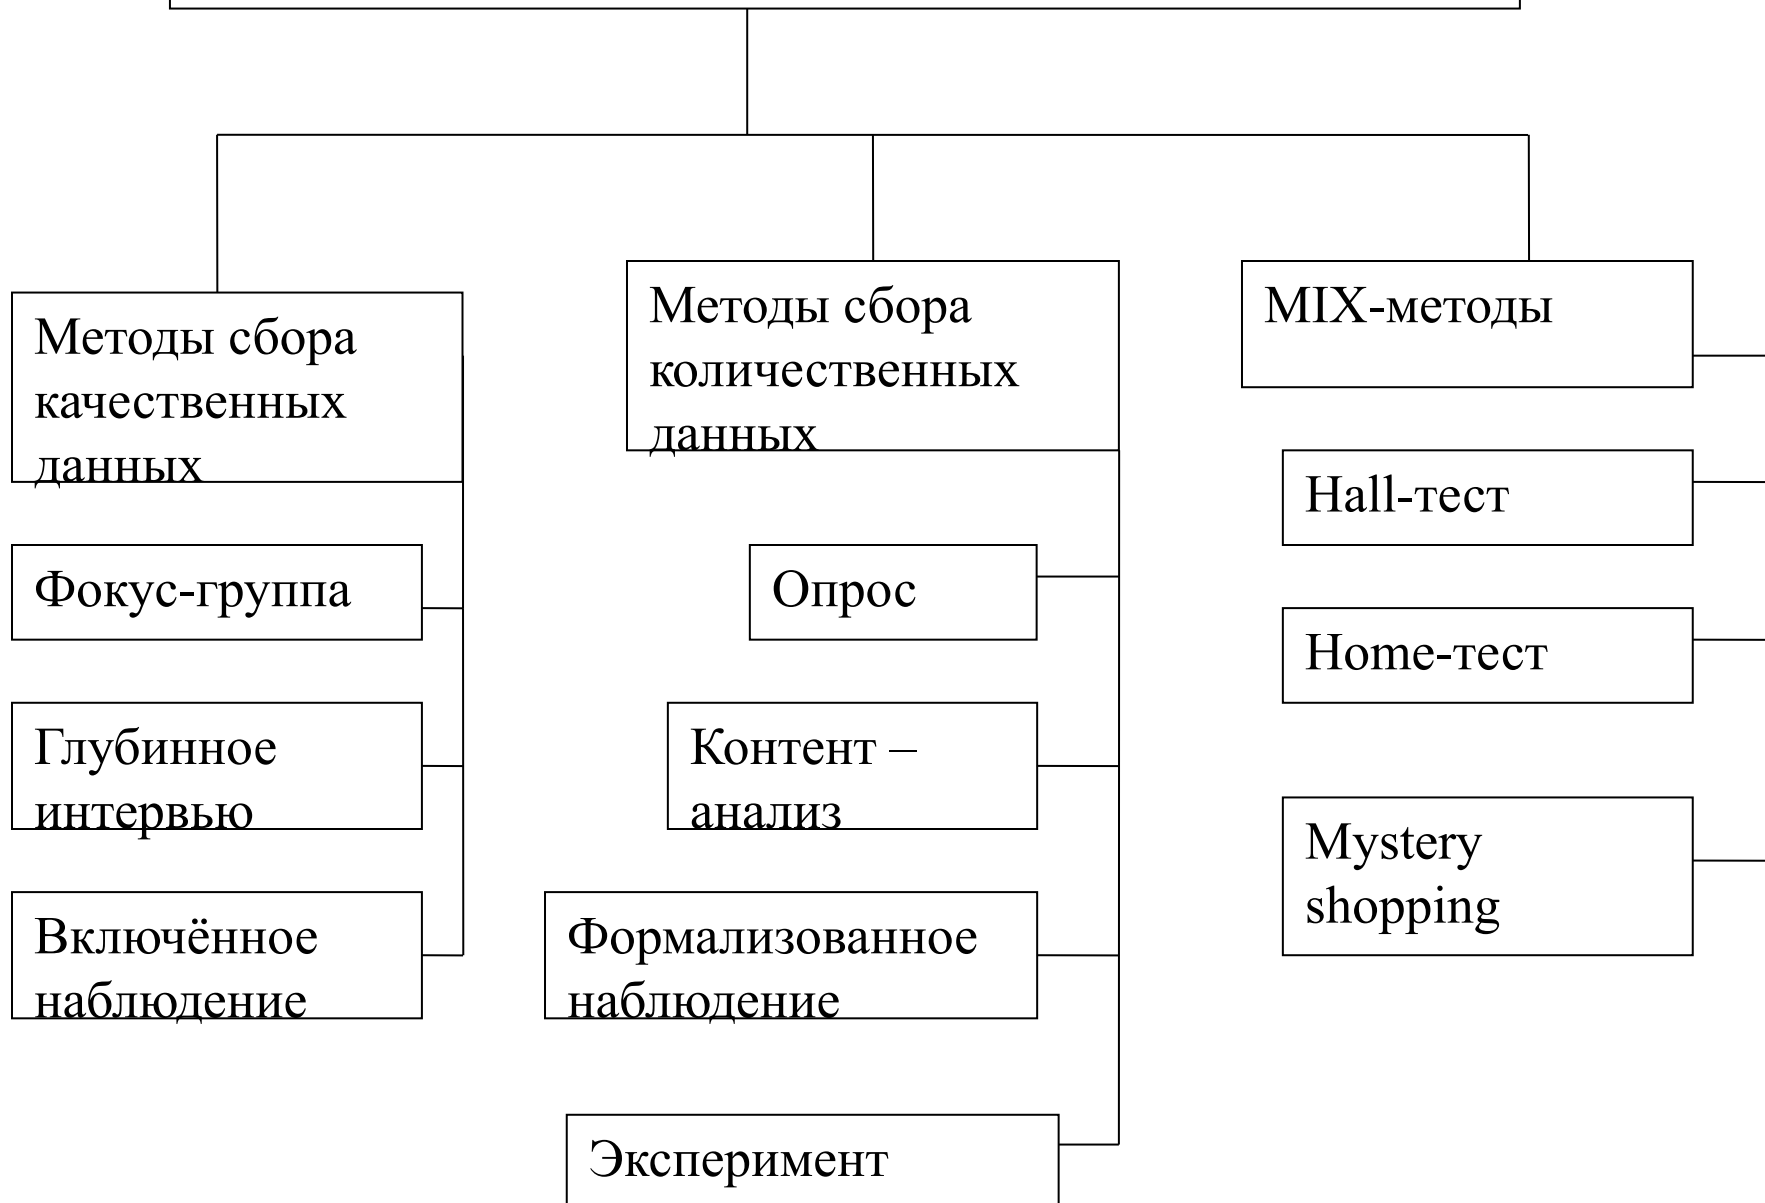 Методы сбора
качественных
данных
Фокус-группа
Глубинное
интервью
Включённое
наблюдение
Методы сбора
количественных
данных
Опрос
Контент –
анализ
Формализованное
наблюдение
Эксперимент
MIX-методы
Hall-тест
Home-тест
Mystery
shopping